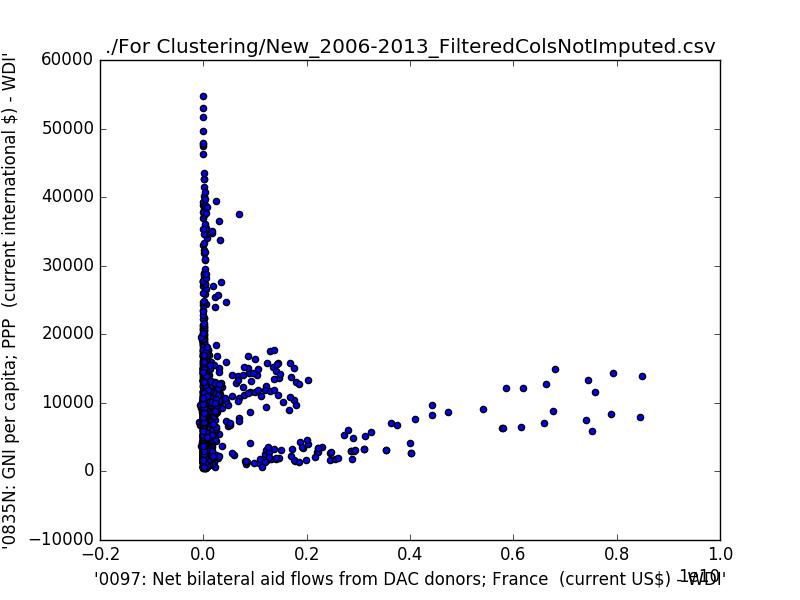 ./For Clustering/New_2006-2013_FilteredColsNotImputed.csv
'0835N: GNI per capita; PPP  (current international $) - WDI'
60000
50000
40000
30000
20000
10000
0
−10000
−0.2 0.0 0.2 0.4 0.6 0.8 1.0
1e10
'0097: Net bilateral aid flows from DAC donors; France  (current US$) - WDI'